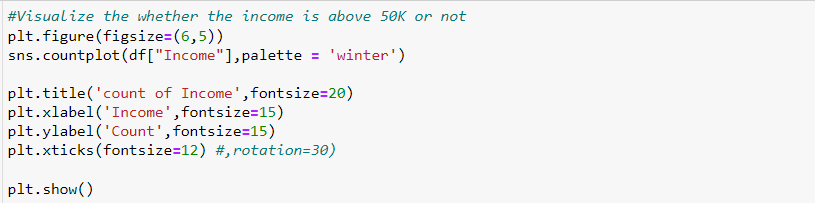 #Visualize the whether the income is above 50K or not
plt.figure(figsize=(6,5))
sns.countplot(df["Income"],palette = 'winter')
plt.title('count of Income',fontsize=20)
plt.xlabel('Income',fontsize=15)
plt.ylabel('Count',fontsize=15)
plt.xticks(fontsize=12) #,rotation=30)
plt.show()